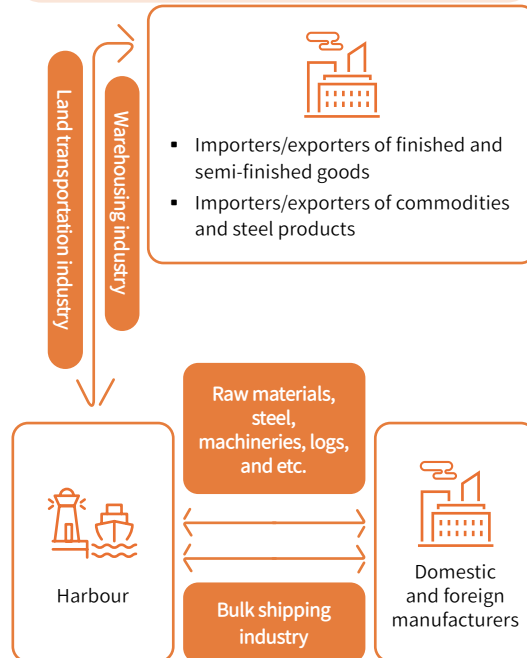 Land transportation industry
Warehousing industry
▪ Importers/exporters of finished and
semi-finished goods
▪ Importers/exporters of commodities
and steel products
Raw materials,
steel,
machineries, logs,
and etc.
Harbour
Bulk shipping
industry
Domestic
and foreign
manufacturers